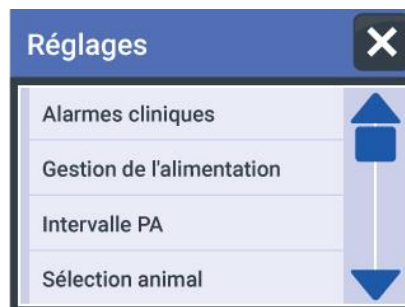 Réglages
Alarmes cliniques
Gestion de l'alimentation
Intervalle PA
Sélection animal